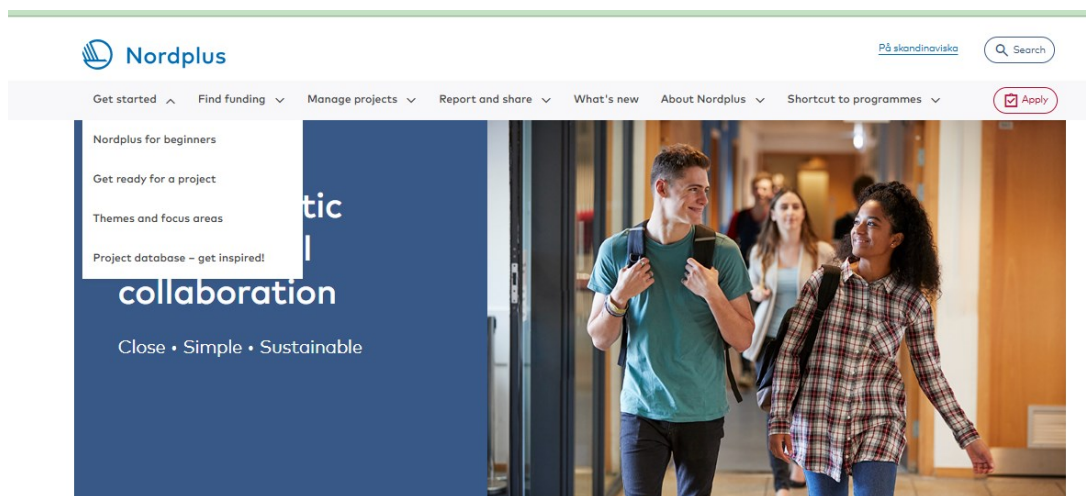 Nordplus
På skandinaviska
Search
Get started
Find funding
Manage projects
Report and share
What's new
About Nordplus
Shortcut to programmes
Apply
Nordplus for beginners
Get ready for a project
Themes and focus areas
Project database – get inspired!
collaboration
Close • Simple • Sustainable